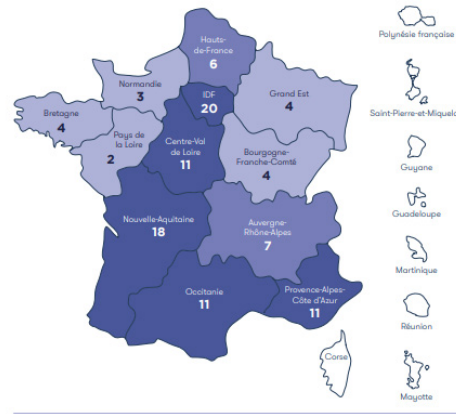 Polynésie française
Hauts-
de-France
6
Normandie
3
IDF
20
Grand Est
4
Saint-Pierre-et-Miquelo
Bretagne
4
Pays de
la Loire
2
Centre-Val
de Loire
11
Bourgogne-
Franche-Comté
4
Guyane
Guadeloupe
Nouvelle-Aquitaine
18
Auvergne-
Rhône-Alpes
7
Martinique
Occitanie
11
Provence-Alpes-
Côte d'Azur
11
Réunion
Corse
Mayotte